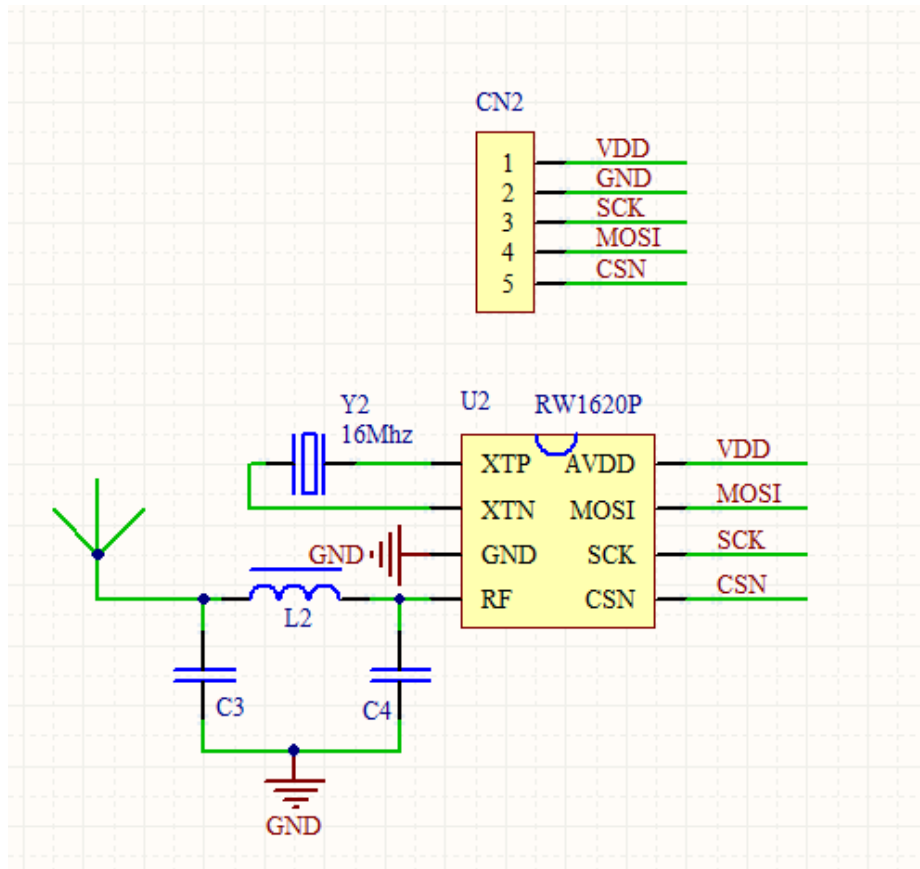 CN2
1 VDD
2 GND
3 SCK
4 MOSI
5 CSN
Y2
16Mhz
U2 RW1620P
XTP AVDD VDD
XTN MOSI MOSI
GND GND SCK SCK
RF CSN CSN
L2
C3 C4
GND